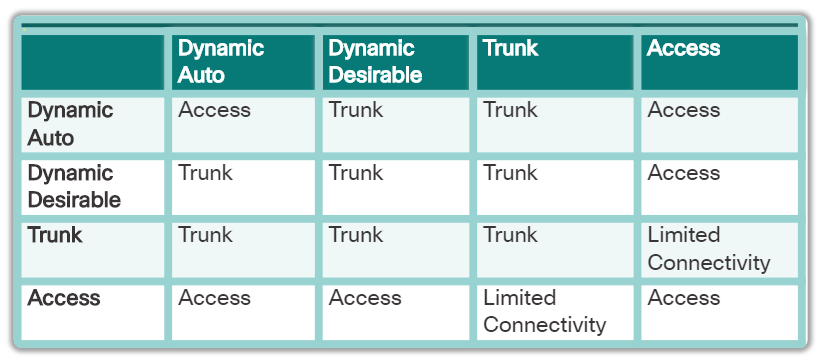 Dynamic Auto Dynamic Desirable Trunk Access
Dynamic Auto Access Trunk Trunk Access
Dynamic Desirable Trunk Trunk Trunk Access
Trunk Trunk Trunk Trunk Limited Connectivity
Access Access Access Limited Connectivity Access